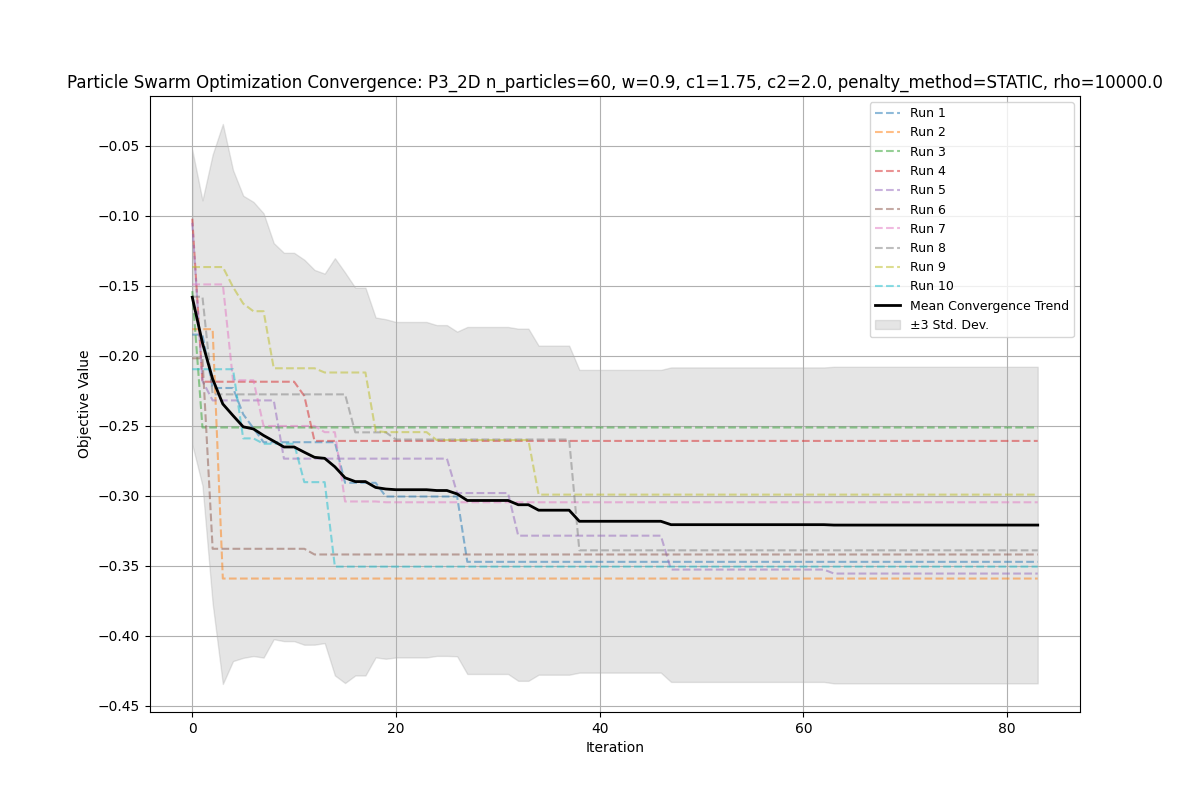 Particle Swarm Optimization Convergence: P3_2D n_particles=60, w=0.9, c1=1.75, c2=2.0, penalty_method=STATIC, rho=10000.0
Objective Value
−0.05
−0.10
−0.15
−0.20
−0.25
−0.30
−0.35
−0.40
−0.45
Run 1
Run 2
Run 3
Run 4
Run 5
Run 6
Run 7
Run 8
Run 9
Run 10
Mean Convergence Trend
±3 Std. Dev.
0 20 40 60 80
Iteration